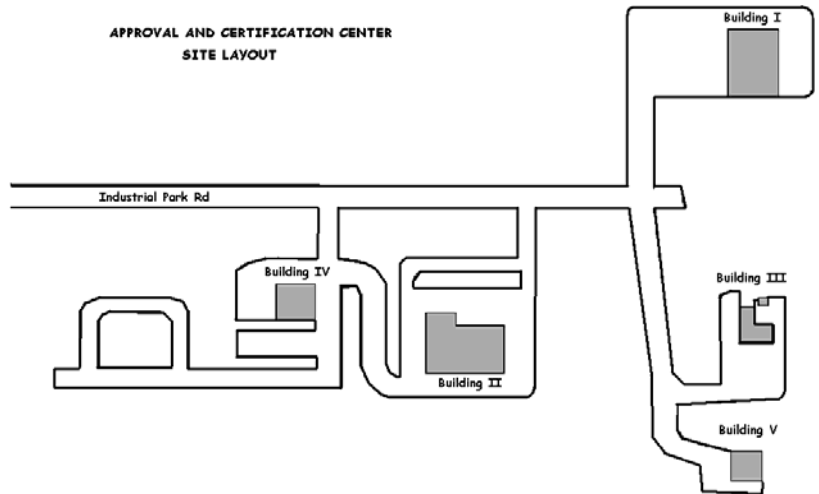 APPROVAL AND CERTIFICATION CENTER
SITE LAYOUT
Building I
Industrial Park Rd
Building IV
Building III
Building II
Building V